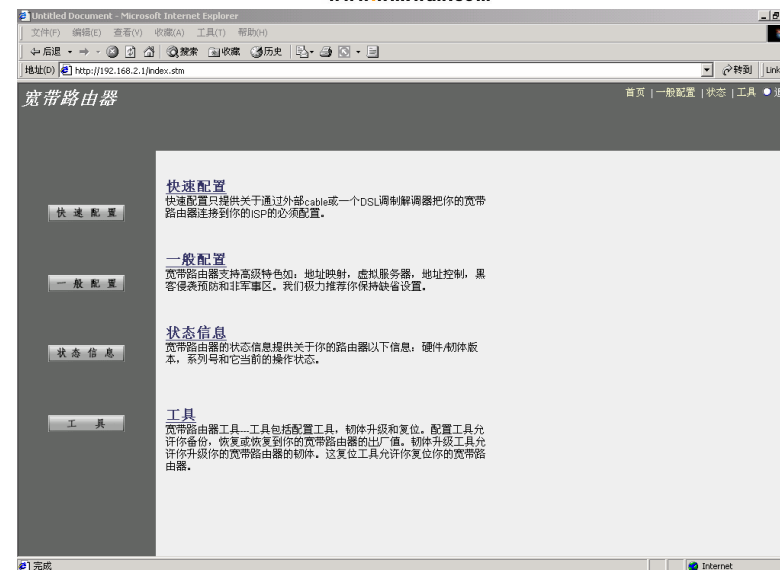 Untitled Document - Microsoft Internet Explorer
文件(F) 编辑(E) 查看(V) 收藏(A) 工具(T) 帮助(H)
后退 搜索 收藏 历史
地址(D) http://192.168.2.1/index.stm 转到 Link
宽带路由器
首页 | 一般配置 | 状态 | 工具
快速配置
快速配置
快速配置只提供关于通过外部cable或一个DSL调制解调器把你的宽带
路由器连接到你的ISP的必须配置。
一般配置
一般配置
宽带路由器支持高级特色如：地址映射，虚拟服务器，地址控制，黑
客侵袭预防和非军事区。我们极力推荐你保持缺省设置。
状态信息
状态信息
宽带路由器的状态信息提供关于你的路由器以下信息：硬件/韧体版
本，系列号和它当前的操作状态。
工 具
工具
宽带路由器工具---工具包括配置工具，韧体升级和复位。配置工具允
许你备份，恢复或恢复到你的宽带路由器的出厂值。韧体升级工具允
许你升级你的宽带路由器的韧体。这复位工具允许你复位你的宽带路
由器。
完成
Internet